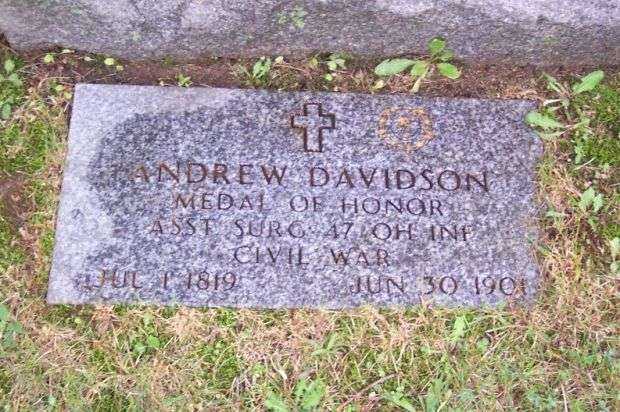 ANDREW DAVIDSON
MEDAL OF HONOR
ASST SURG 47 OH INF
CIVIL WAR
JUL 1 1819 JUN 30 1901